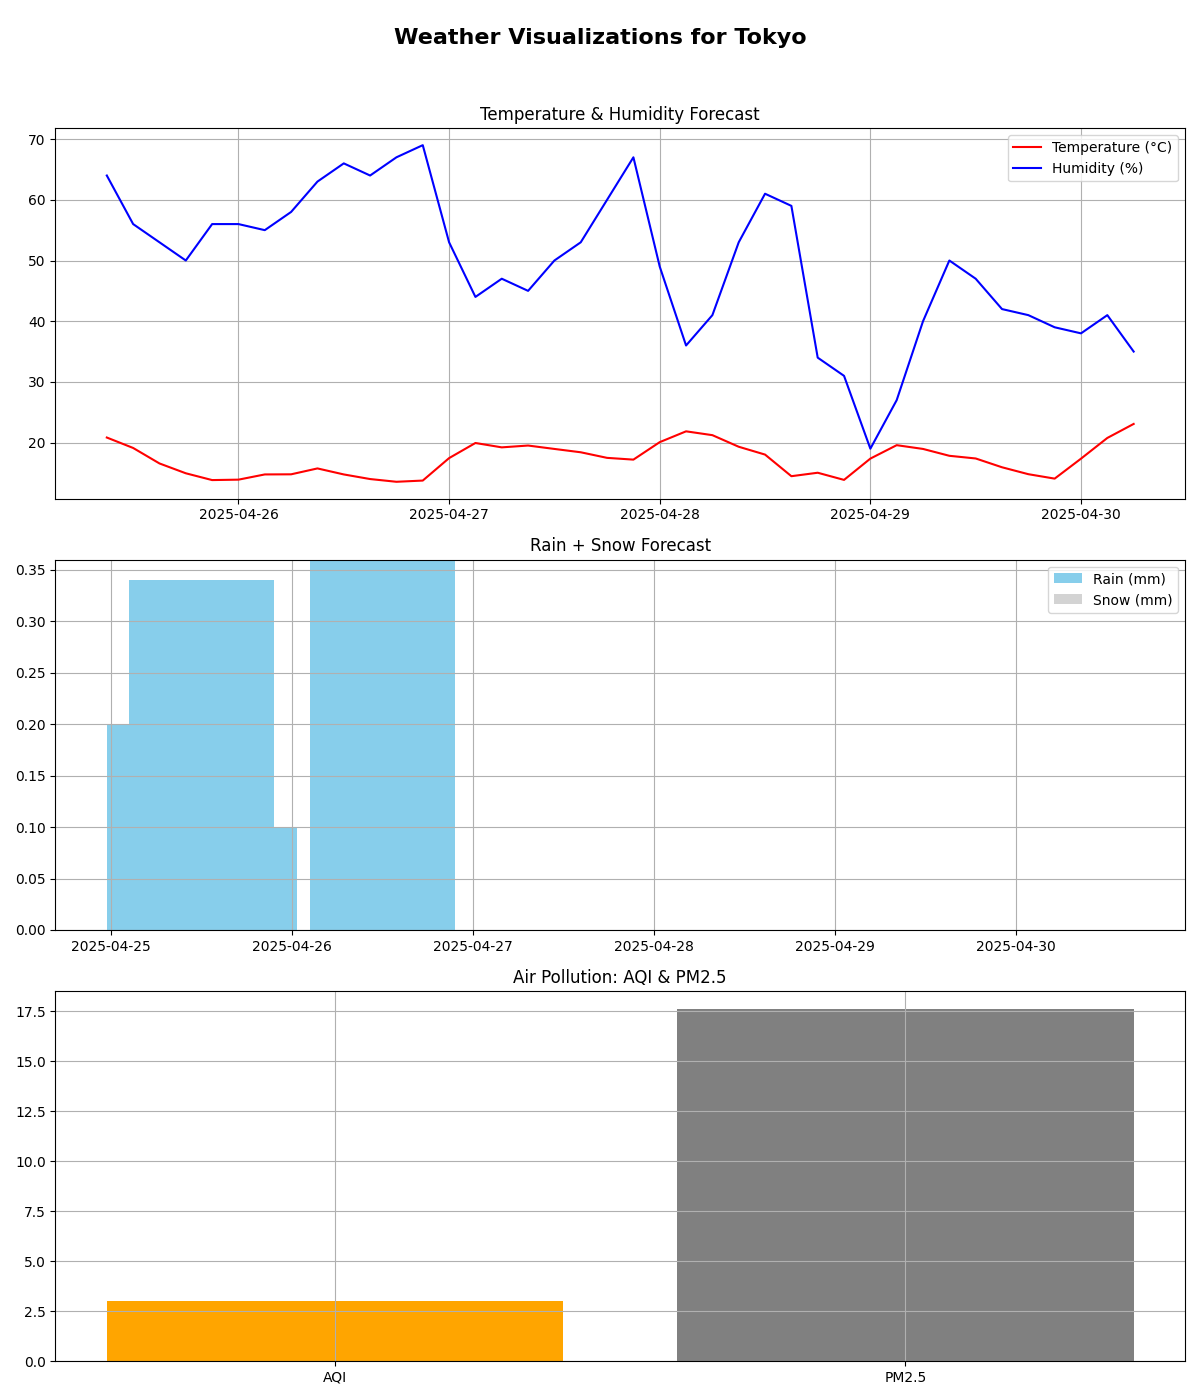 Weather Visualizations for Tokyo
Temperature & Humidity Forecast
70
60
50
40
30
20
Temperature (°C)
Humidity (%)
2025-04-26 2025-04-27 2025-04-28 2025-04-29 2025-04-30
Rain + Snow Forecast
0.35
0.30
0.25
0.20
0.15
0.10
0.05
0.00
Rain (mm)
Snow (mm)
2025-04-25 2025-04-26 2025-04-27 2025-04-28 2025-04-29 2025-04-30
Air Pollution: AQI & PM2.5
17.5
15.0
12.5
10.0
7.5
5.0
2.5
0.0
AQI PM2.5